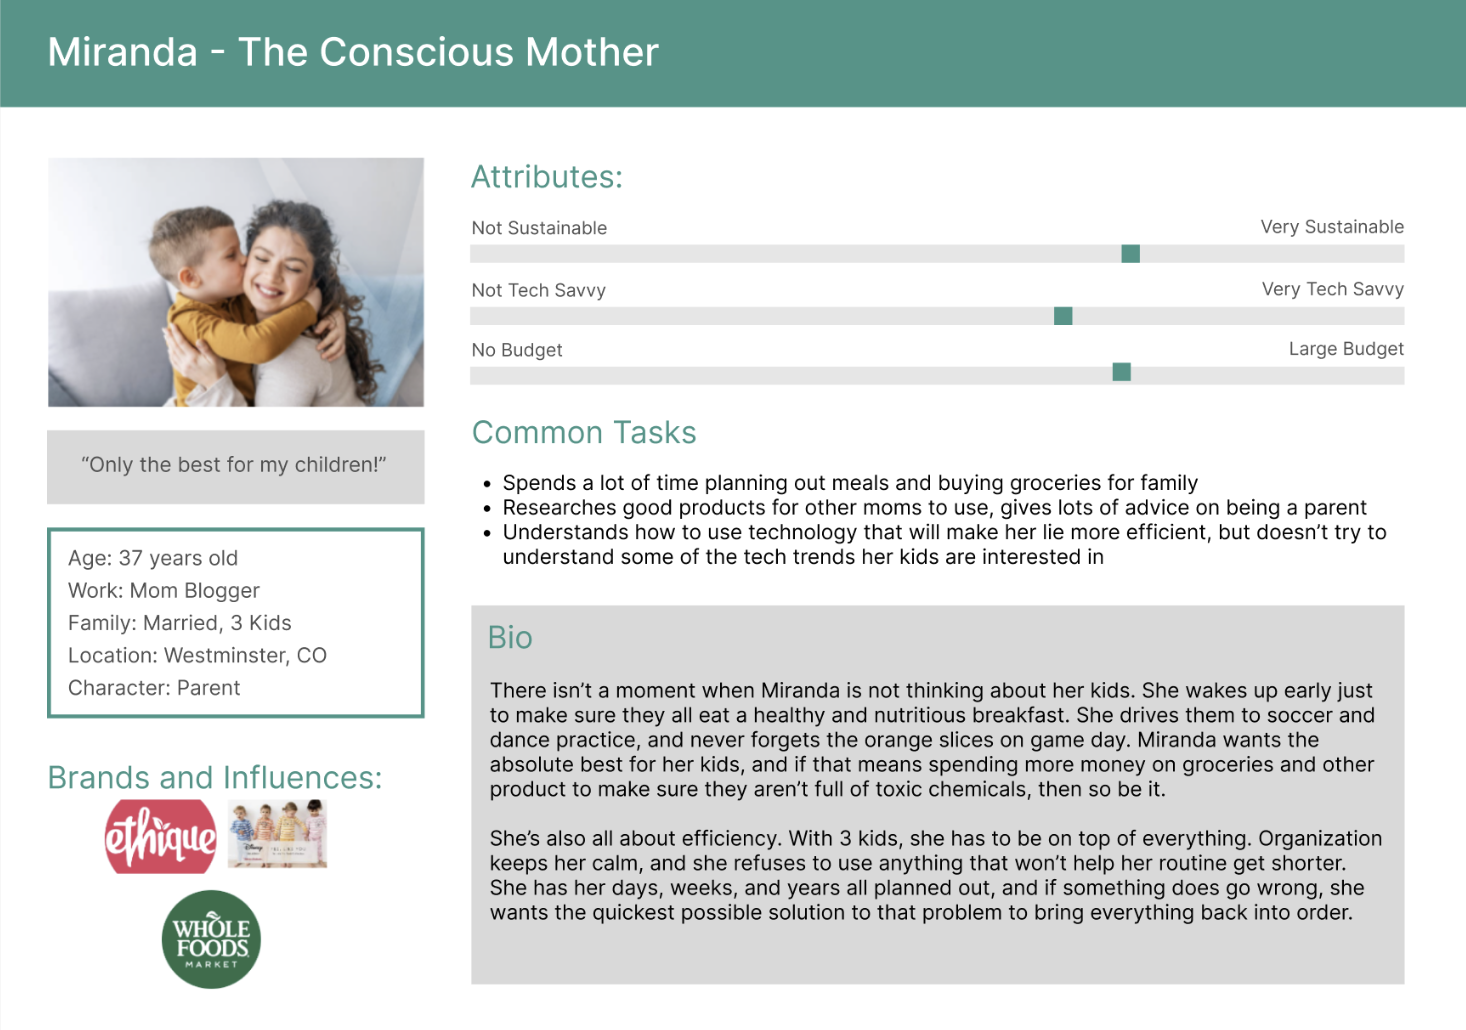 Miranda - The Conscious Mother
“Only the best for my children!”
Age: 37 years old
Work: Mom Blogger
Family: Married, 3 Kids
Location: Westminster, CO
Character: Parent
Brands and Influences:
ethique
Disney
WHOLE
FOODS
MARKET
Attributes:
Not Sustainable
Very Sustainable
Not Tech Savvy
Very Tech Savvy
No Budget
Large Budget
Common Tasks
• Spends a lot of time planning out meals and buying groceries for family
• Researches good products for other moms to use, gives lots of advice on being a parent
• Understands how to use technology that will make her lie more efficient, but doesn’t try to
understand some of the tech trends her kids are interested in
Bio
There isn’t a moment when Miranda is not thinking about her kids. She wakes up early just
to make sure they all eat a healthy and nutritious breakfast. She drives them to soccer and
dance practice, and never forgets the orange slices on game day. Miranda wants the
absolute best for her kids, and if that means spending more money on groceries and other
product to make sure they aren’t full of toxic chemicals, then so be it.
She’s also all about efficiency. With 3 kids, she has to be on top of everything. Organization
keeps her calm, and she refuses to use anything that won’t help her routine get shorter.
She has her days, weeks, and years all planned out, and if something does go wrong, she
wants the quickest possible solution to that problem to bring everything back into order.